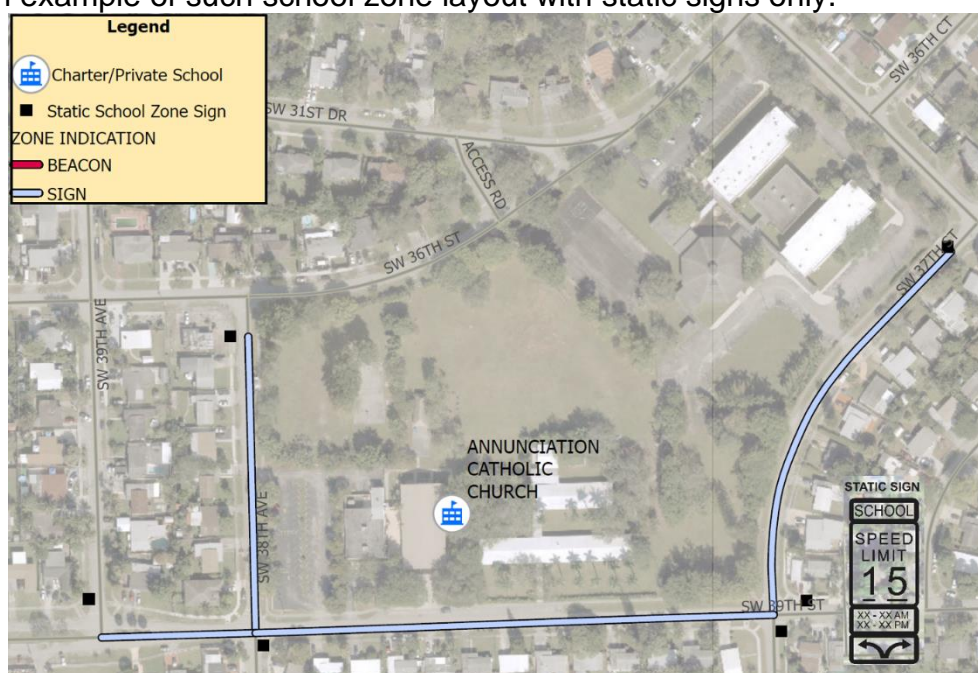 example of such school zone layout with static signs only.
Legend
Charter/Private School
Static School Zone Sign
ZONE INDICATION
BEACON
SIGN
SW 31ST DR
ACCESS RD
SW 36TH ST
SW 36TH CT
SW 37TH CT
SW 39TH AVE
SW 38TH AVE
ANNUNCIATION
CATHOLIC
CHURCH
SW 39TH ST
STATIC SIGN
SCHOOL
SPEED
LIMIT
15
XX - XX AM
XX - XX PM